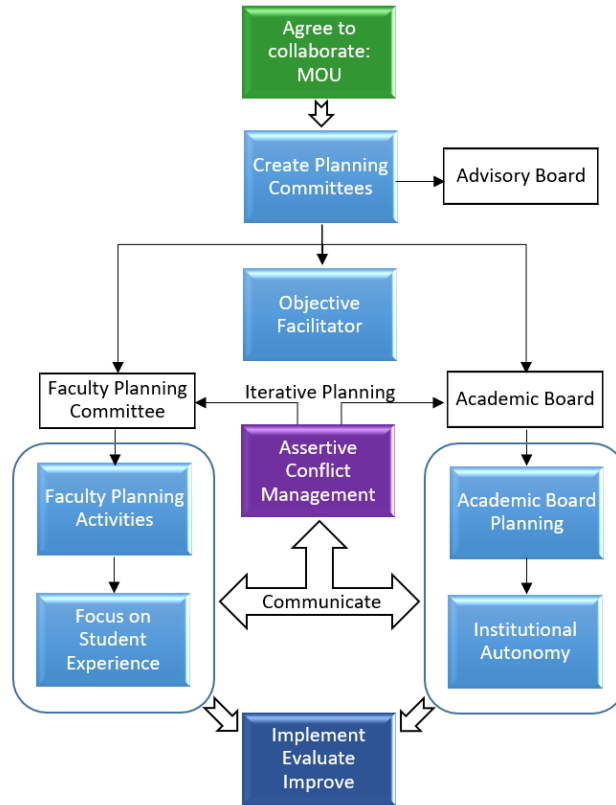 Agree to
collaborate:
MOU
Create Planning
Committees
Advisory Board
Objective
Facilitator
Faculty Planning
Committee
Iterative Planning
Academic Board
Assertive
Conflict
Management
Faculty Planning
Activities
Academic Board
Planning
Communicate
Focus on
Student
Experience
Institutional
Autonomy
Implement
Evaluate
Improve